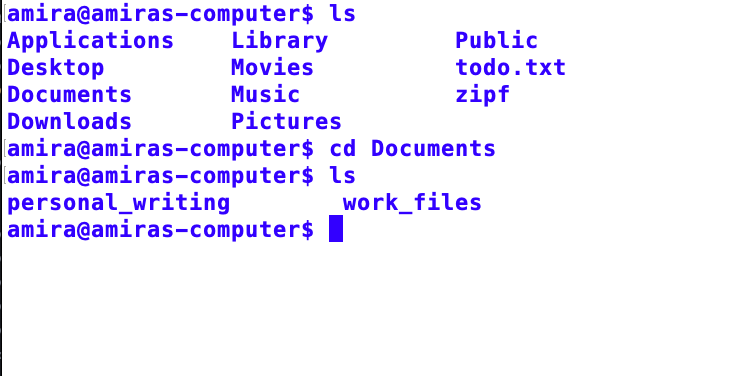 amira@amiras-computer$ ls
Applications Library Public
Desktop Movies todo.txt
Documents Music zipf
Downloads Pictures
amira@amiras-computer$ cd Documents
amira@amiras-computer$ ls
personal_writing work_files
amira@amiras-computer$